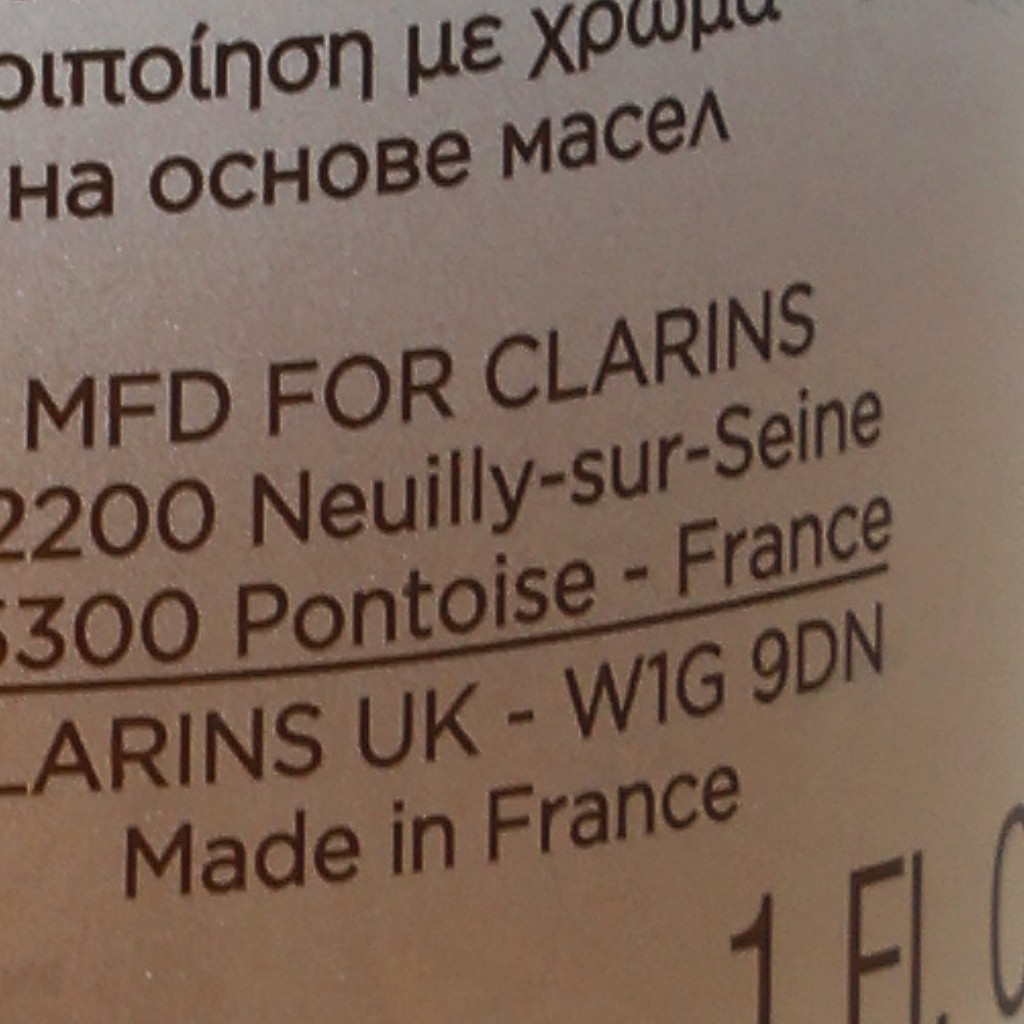 οιποίηση με χρώμα
на основе масел
MFD FOR CLARINS
2200 Neuilly-sur-Seine
5300 Pontoise - France
LARINS UK - W1G 9DN
Made in France
1 Fl.